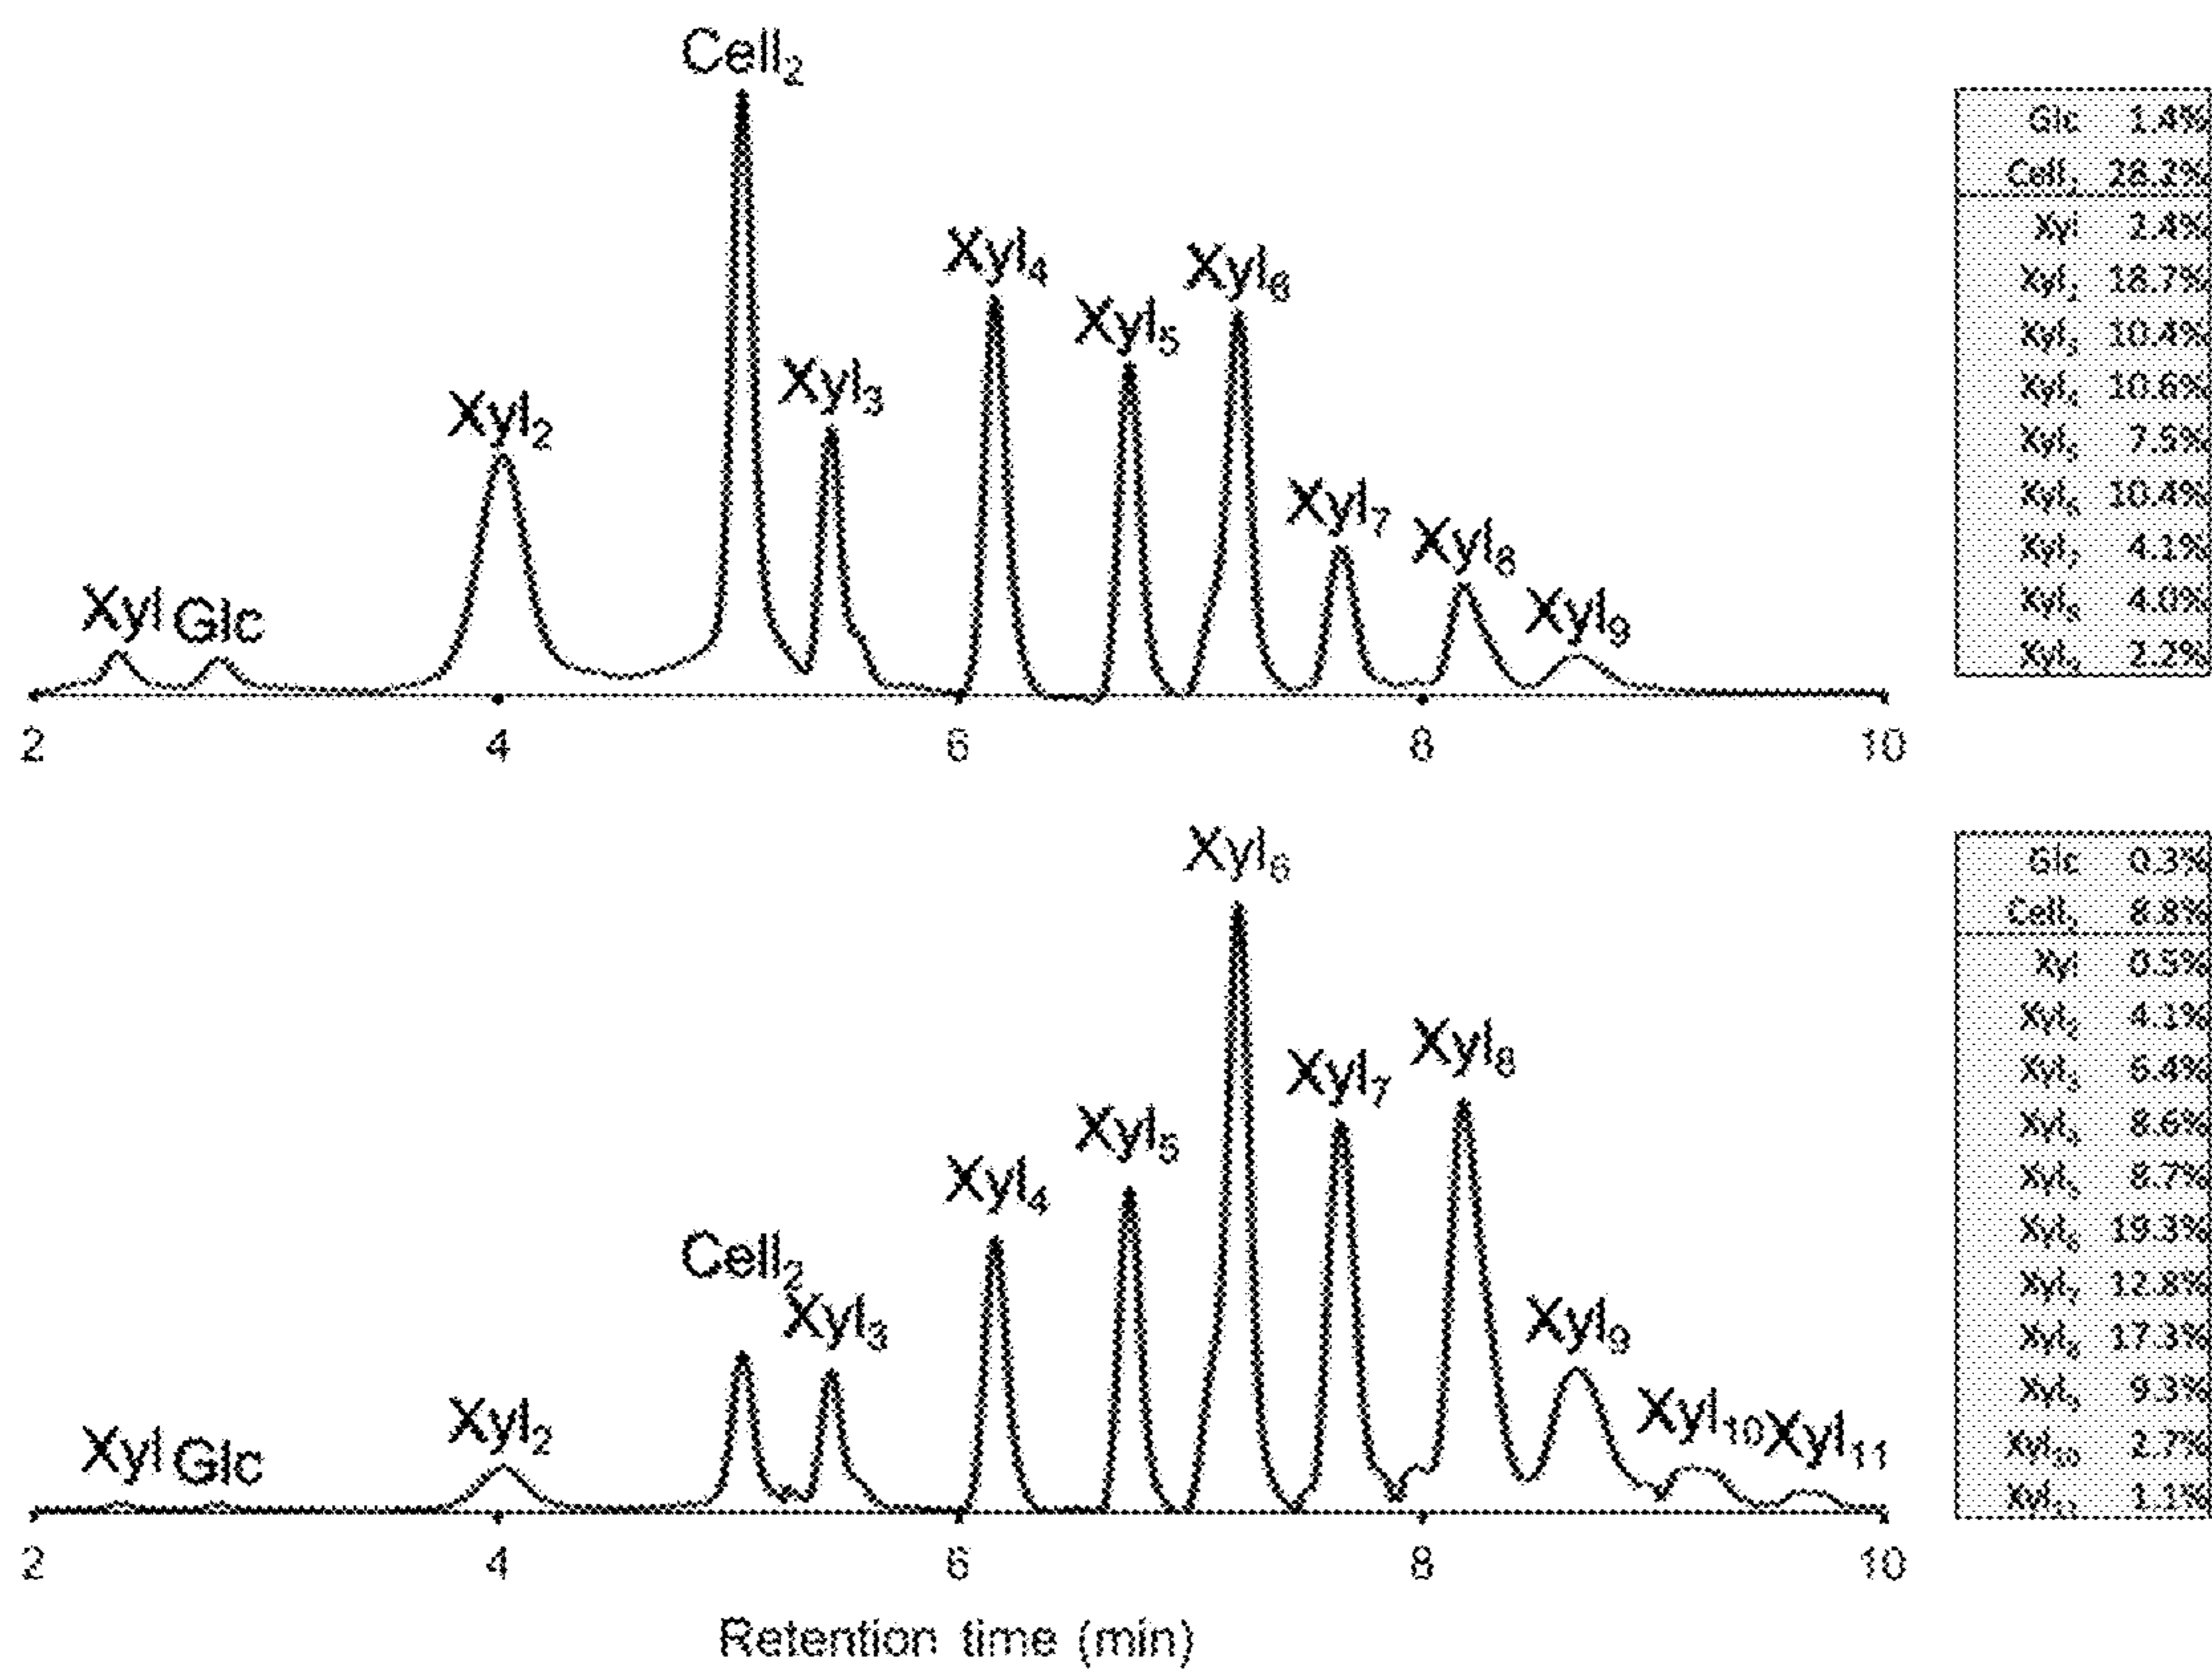 Cell₂
Xyl₄
Xyl₅
Xyl₆
Xyl₃
Xyl₂
Xyl₇
Xyl₈
Xyl₉
Xyl
Glc
2 4 6 8 10
Glc 1.4%
Cell₂ 28.2%
Xyl 2.4%
Xyl₂ 18.7%
Xyl₃ 10.4%
Xyl₄ 10.6%
Xyl₅ 7.5%
Xyl₆ 10.4%
Xyl₇ 4.1%
Xyl₈ 4.0%
Xyl₉ 2.2%
Xyl₆
Xyl₈
Xyl₇
Xyl₅
Xyl₄
Cell₂
Xyl₃
Xyl₉
Xyl₂
Xyl₁₀
Xyl₁₁
Xyl
Glc
2 4 6 8 10
Retention time (min)
Glc 0.3%
Cell₂ 8.8%
Xyl 0.5%
Xyl₂ 4.1%
Xyl₃ 6.4%
Xyl₄ 8.6%
Xyl₅ 8.7%
Xyl₆ 19.3%
Xyl₇ 12.8%
Xyl₈ 17.3%
Xyl₉ 9.3%
Xyl₁₀ 2.7%
Xyl₁₁ 1.1%